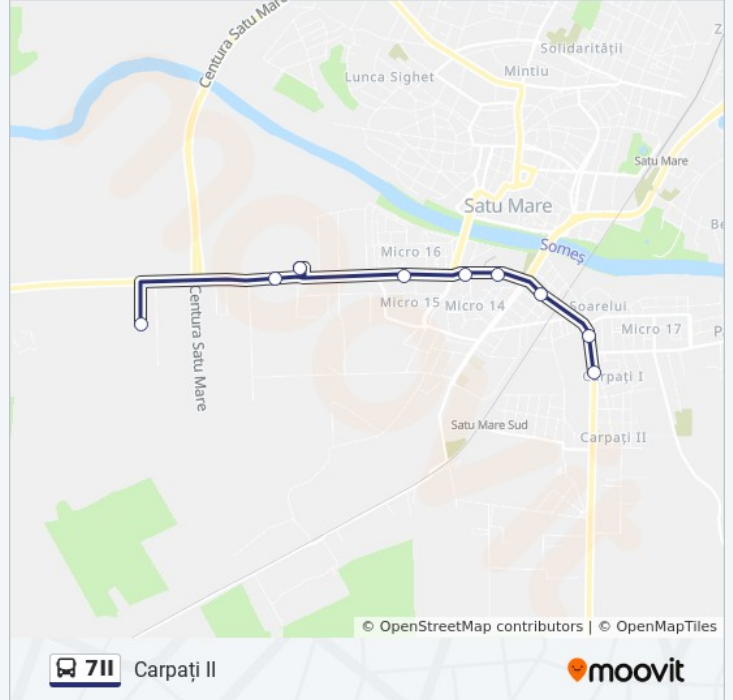 Centura Satu Mare
Solidarității
Mintiu
Lunca Sighet
Satu Mare
Satu Mare
Someș
Micro 16
Micro 15
Micro 14
Soarelui
Micro 17
Centura Satu Mare
Carpați I
Satu Mare Sud
Carpați II
moovit
© OpenStreetMap contributors | © OpenMapTiles
7II Carpați II
moovit